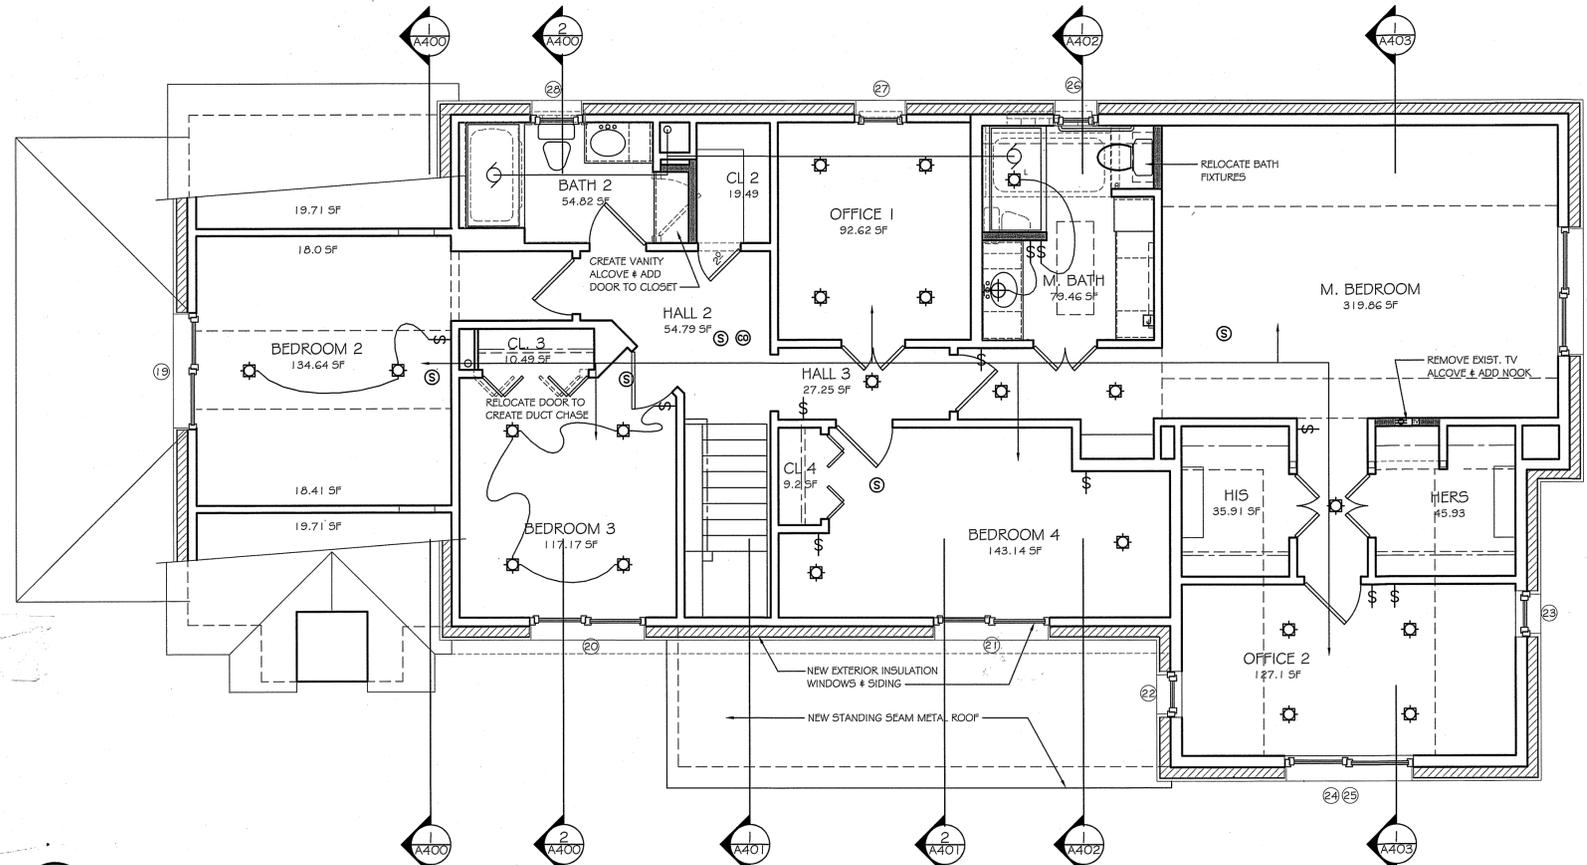 1
A400
2
A400
1
A402
1
A403
28
27
26
RELOCATE BATH
FIXTURES
BATH 2
54.82 SF
CL 2
19.49
OFFICE 1
92.62 SF
19.71 SF
18.0 SF
CREATE VANITY
ALCOVE & ADD
DOOR TO CLOSET
2⁰
$$
M. BATH
79.46 SF
M. BEDROOM
319.86 SF
HALL 2
54.79 SF
S
CO
S
$
BEDROOM 2
134.64 SF
19
S
CL. 3
10.49 SF
S
HALL 3
27.25 SF
$
REMOVE EXIST. TV
ALCOVE & ADD NOOK
RELOCATE DOOR TO
CREATE DUCT CHASE
$
$
$
CL 4
9.2 SF
S
$
HIS
35.91 SF
HERS
45.93
18.41 SF
19.71 SF
BEDROOM 3
117.17 SF
BEDROOM 4
143.14 SF
$
$ $
23
20
21
OFFICE 2
127.1 SF
NEW EXTERIOR INSULATION
WINDOWS & SIDING
22
NEW STANDING SEAM METAL ROOF
24 25
1
A400
2
A400
1
A401
2
A401
1
A402
1
A403